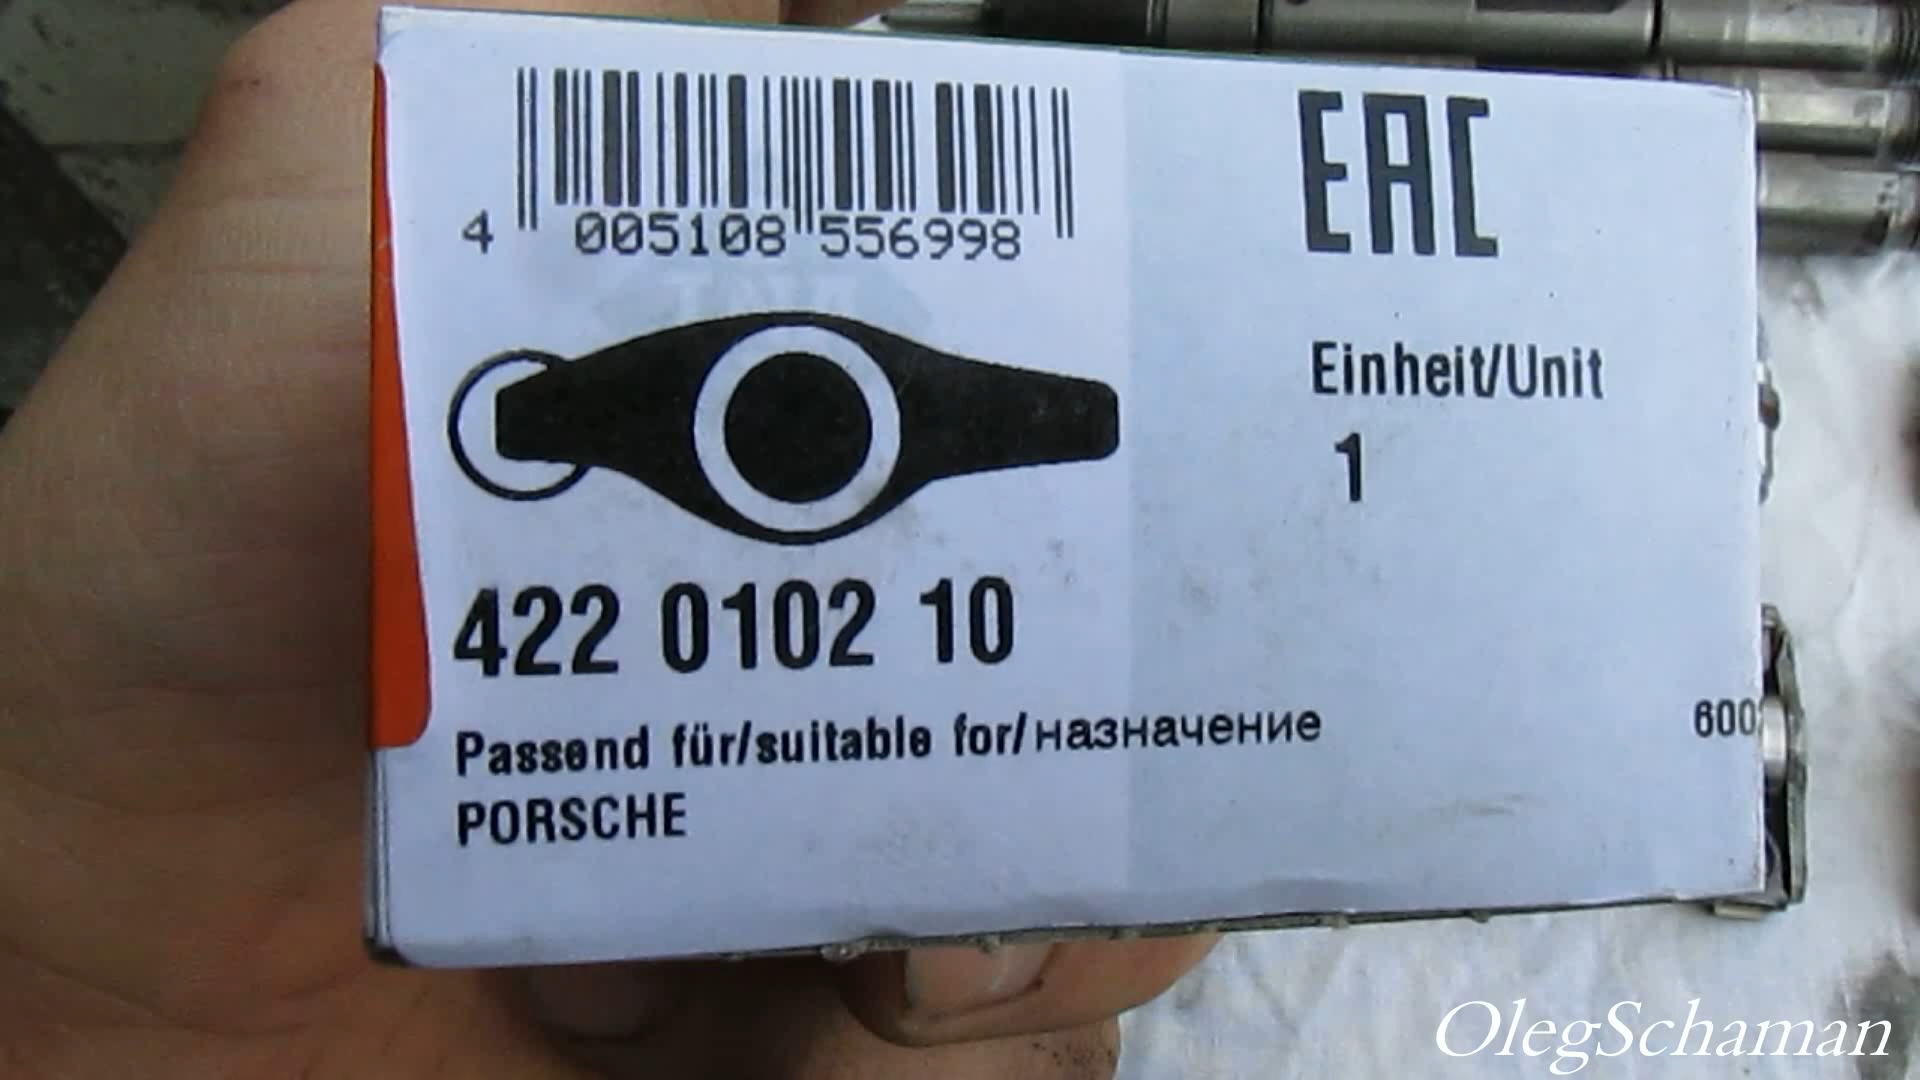 4 005108 556998
EAC
Einheit/Unit
1
422 0102 10
Passend für/suitable for/назначение
600
PORSCHE
OlegSchaman